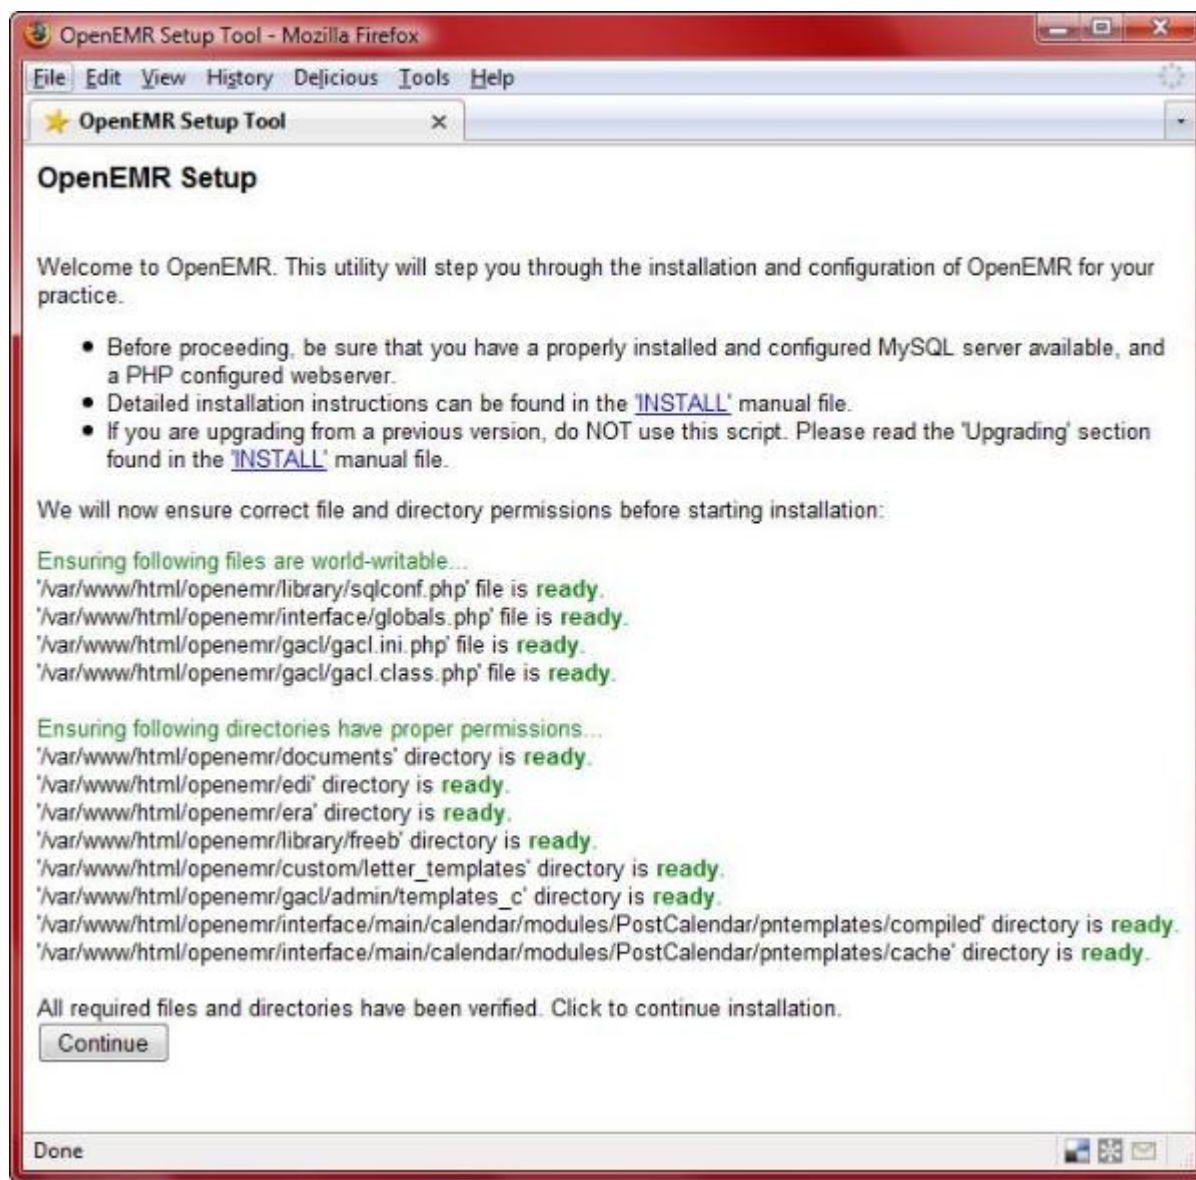 OpenEMR Setup Tool - Mozilla Firefox
File Edit View History Delicious Tools Help
OpenEMR Setup Tool
OpenEMR Setup
Welcome to OpenEMR. This utility will step you through the installation and configuration of OpenEMR for your
practice.
• Before proceeding, be sure that you have a properly installed and configured MySQL server available, and
a PHP configured webserver.
• Detailed installation instructions can be found in the 'INSTALL' manual file.
• If you are upgrading from a previous version, do NOT use this script. Please read the 'Upgrading' section
found in the 'INSTALL' manual file.
We will now ensure correct file and directory permissions before starting installation:
Ensuring following files are world-writable...
'/var/www/html/openemr/library/sqlconf.php' file is ready.
'/var/www/html/openemr/interface/globals.php' file is ready.
'/var/www/html/openemr/gacl/gacl.ini.php' file is ready.
'/var/www/html/openemr/gacl/gacl.class.php' file is ready.
Ensuring following directories have proper permissions...
'/var/www/html/openemr/documents' directory is ready.
'/var/www/html/openemr/edi' directory is ready.
'/var/www/html/openemr/era' directory is ready.
'/var/www/html/openemr/library/freeb' directory is ready.
'/var/www/html/openemr/custom/letter_templates' directory is ready.
'/var/www/html/openemr/gacl/admin/templates_c' directory is ready.
'/var/www/html/openemr/interface/main/calendar/modules/PostCalendar/pntemplates/compiled' directory is ready.
'/var/www/html/openemr/interface/main/calendar/modules/PostCalendar/pntemplates/cache' directory is ready.
All required files and directories have been verified. Click to continue installation.
Continue
Done